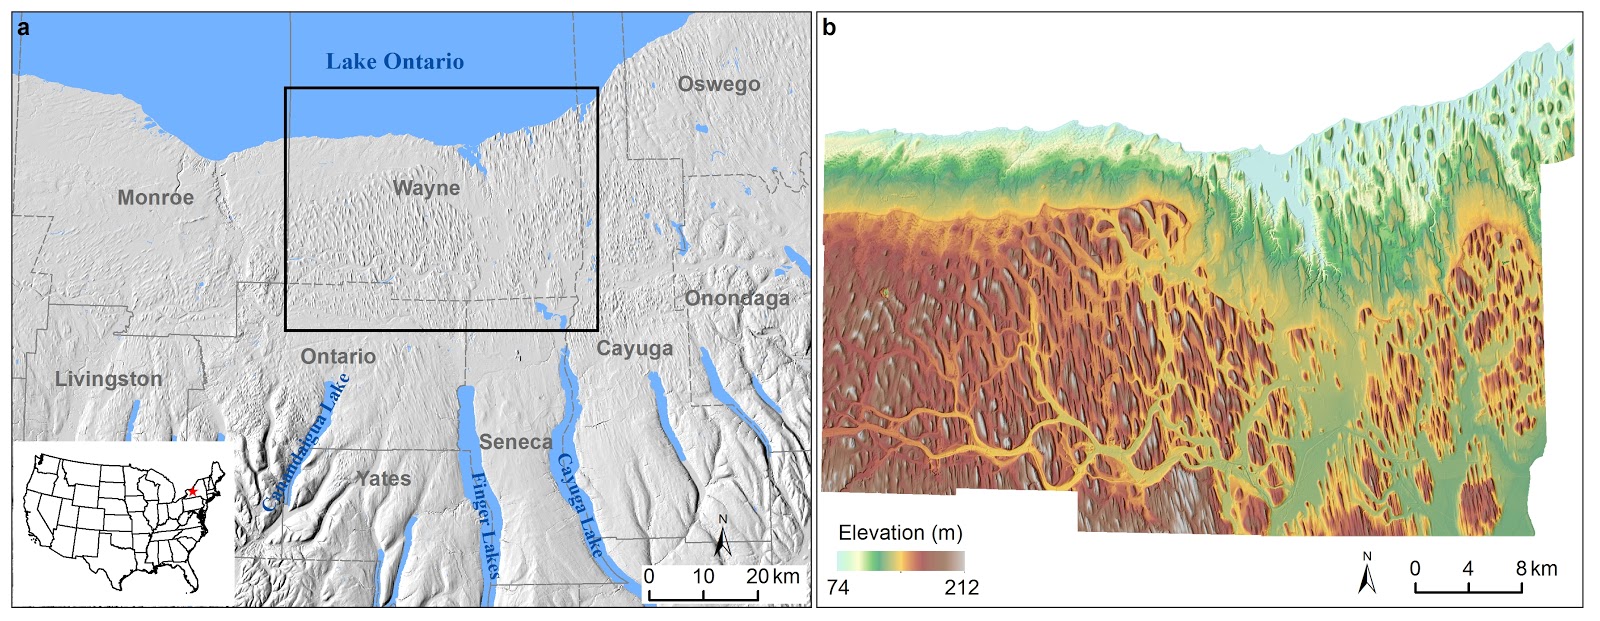 a
Lake Ontario
Oswego
Monroe
Wayne
Onondaga
Ontario
Cayuga
Livingston
Canandaigua Lake
Seneca
Yates
Finger Lakes
Cayuga Lake
N
0 10 20 km
b
Elevation (m)
74 212
N
0 4 8 km